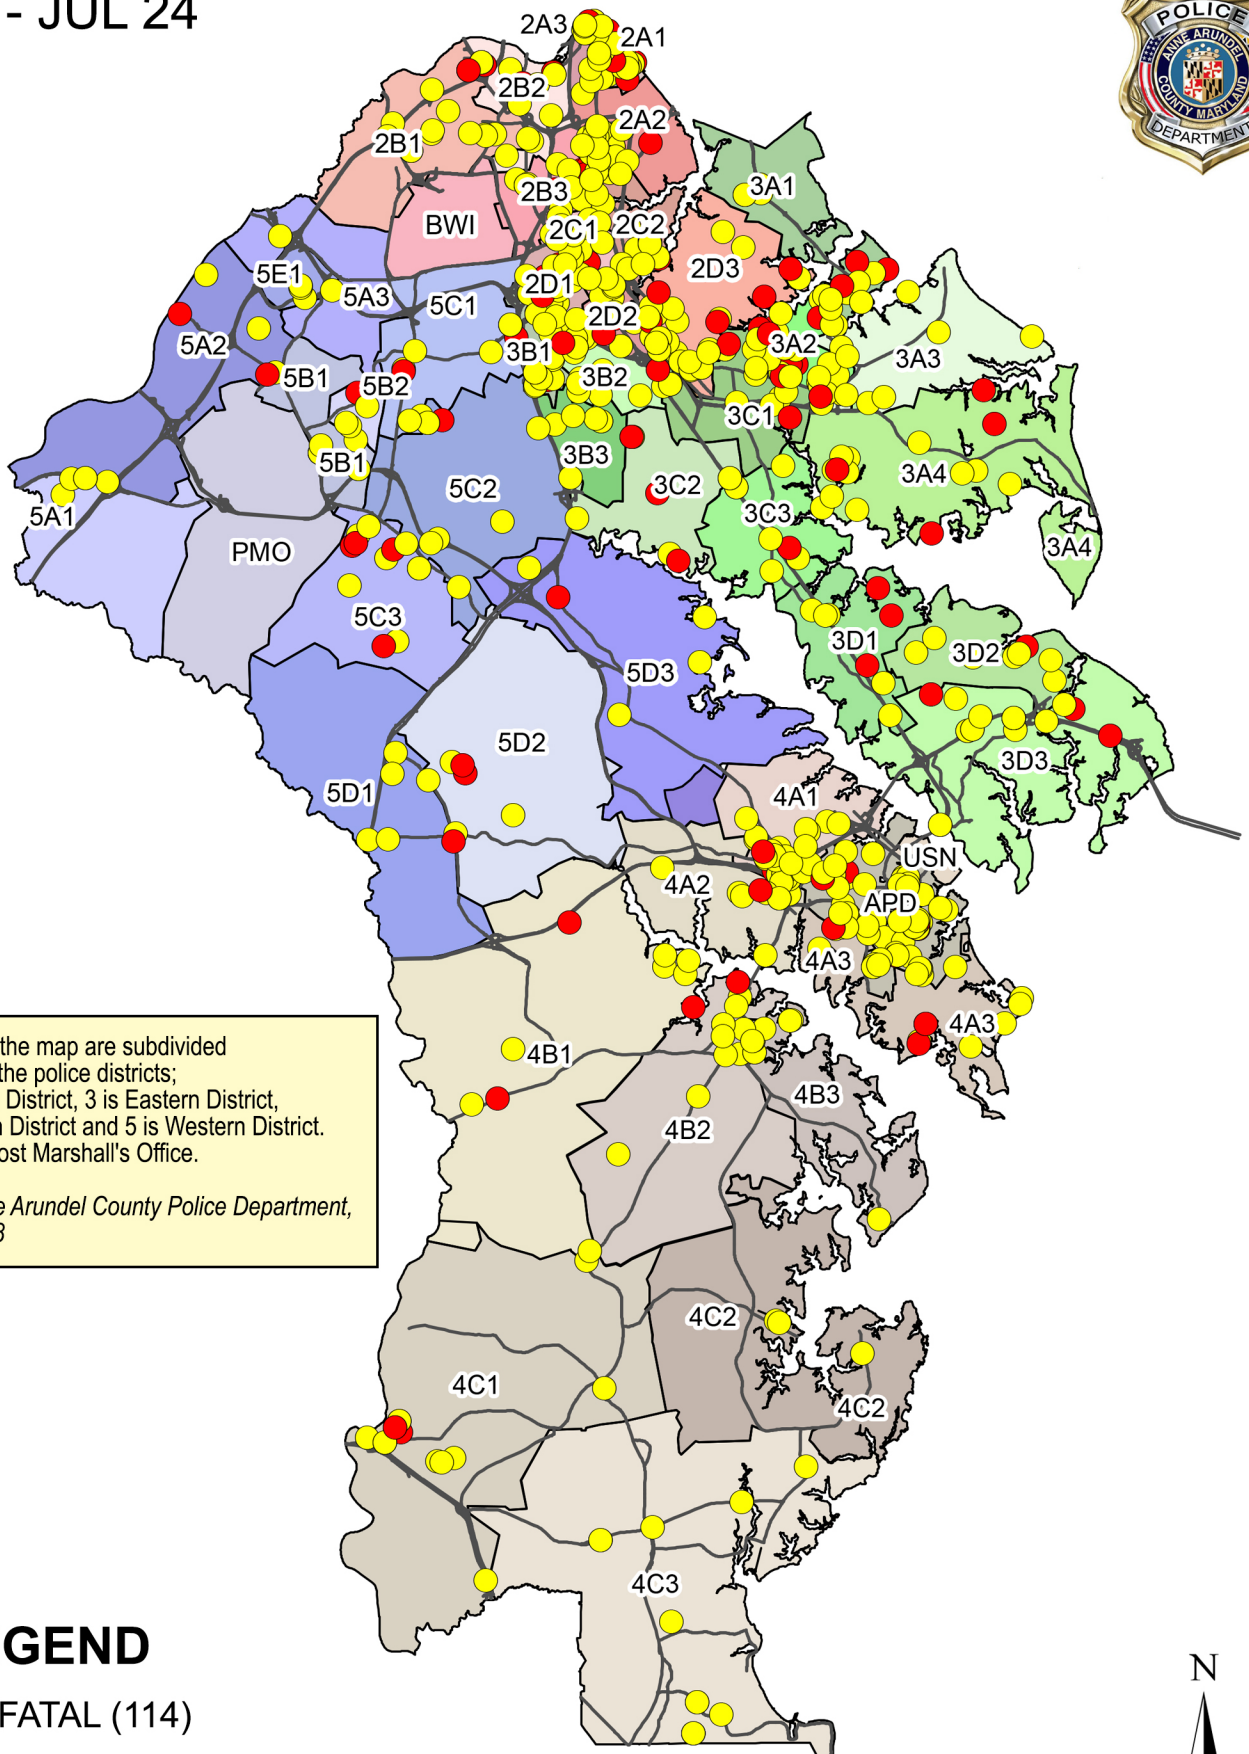 - JUL 24
POLICE
ANNE ARUNDEL
COUNTY MARYLAND
DEPARTMENT
2A3
2A1
2B2
2A2
2B1
3A1
2B3
BWI
2C1
2C2
2D3
5E1
5A3
2D1
5C1
2D2
5A2
3B1
3A2
3A3
5B1
5B2
3B2
3C1
5B1
3B3
3A4
5C2
3C2
5A1
3C3
PMO
3A4
5C3
3D1
3D2
5D3
5D2
3D3
5D1
4A1
USN
4A2
APD
4A3
4A3
the map are subdivided
the police districts;
District, 3 is Eastern District,
District and 5 is Western District.
ost Marshall's Office.
e Arundel County Police Department,
3
4B1
4B3
4B2
4C2
4C1
4C2
4C3
GEND
FATAL (114)
N